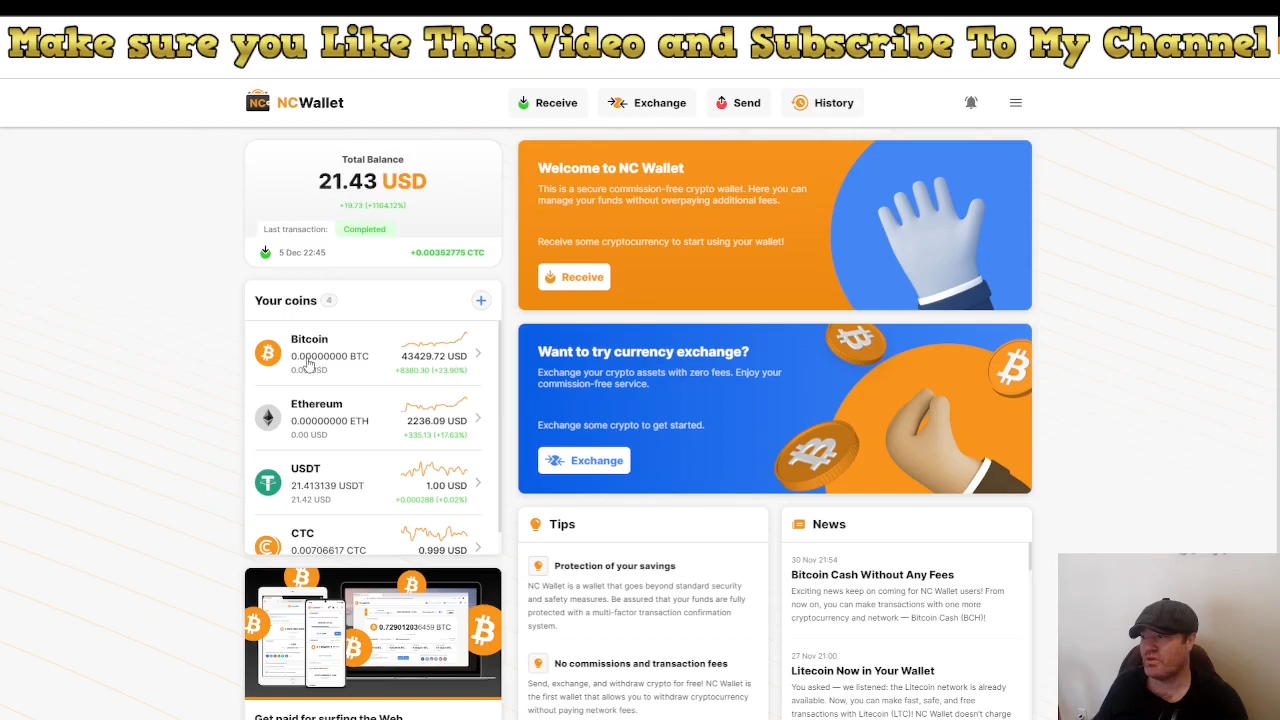 Make sure you Like This Video and Subscribe To My Channel
NC NCWallet
Receive
Exchange
Send
History
Total Balance
21.43 USD
+19.73 (+1164.12%)
Last transaction: Completed
5 Dec 22:45 +0.00352775 CTC
Your coins 4
Bitcoin
0.00000000 BTC 43429.72 USD
USD +8380.30 (+23.90%)
Ethereum
0.00000000 ETH 2236.09 USD
0.00 USD +335.13 (+17.63%)
USDT
21.413139 USDT 1.00 USD
21.42 USD +0.000288 (+0.02%)
CTC
0.00706617 CTC 0.999 USD
0.729012036459 BTC
Get paid for surfing the Web
Welcome to NC Wallet
This is a secure commission-free crypto wallet. Here you can
manage your funds without overpaying additional fees.
Receive some cryptocurrency to start using your wallet!
Receive
Want to try currency exchange?
Exchange your crypto assets with zero fees. Enjoy your
commission-free service.
Exchange some crypto to get started.
Exchange
Tips
Protection of your savings
NC Wallet is a wallet that goes beyond standard security
and safety measures. Be assured that your funds are fully
protected with a multi-factor transaction confirmation
system.
No commissions and transaction fees
Send, exchange, and withdraw crypto for free! NC Wallet is
the first wallet that allows you to withdraw cryptocurrency
without paying network fees.
News
30 Nov 21:54
Bitcoin Cash Without Any Fees
Exciting news keep on coming for NC Wallet users! From
now on, you can make transactions with one more
cryptocurrency and network — Bitcoin Cash (BCH)!
27 Nov 21:00
Litecoin Now in Your Wallet
You asked — we listened: the Litecoin network is already
available. Now, you can make fast, safe, and free
transactions with Litecoin (LTC)! NC Wallet doesn't charge